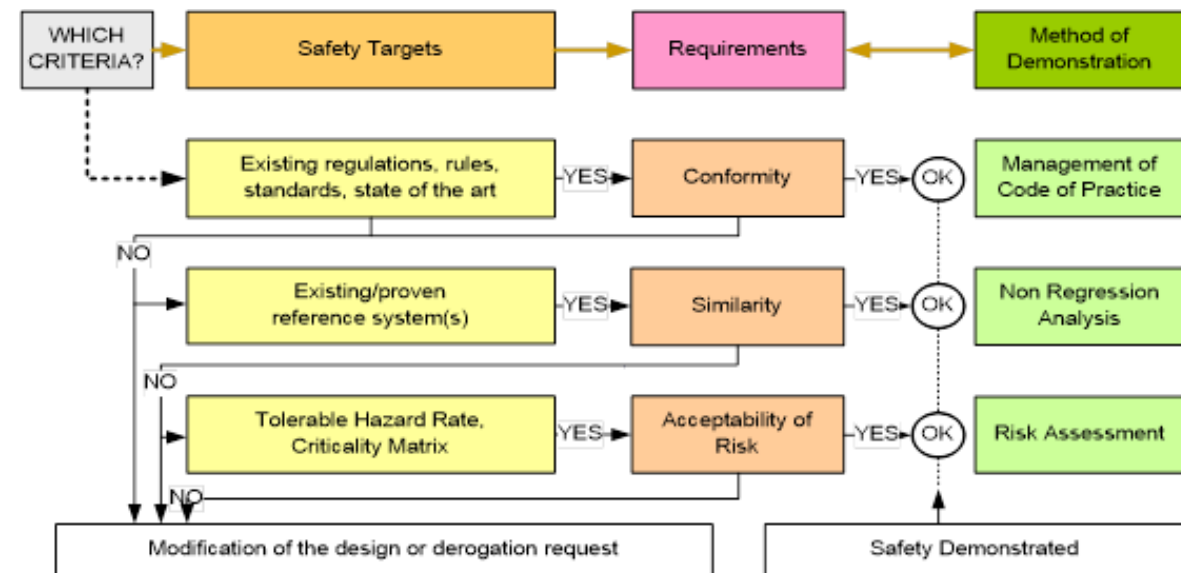 WHICH
CRITERIA?
Safety Targets
Requirements
Method of
Demonstration
Existing regulations, rules,
standards, state of the art
YES
Conformity
YES
OK
Management of
Code of Practice
NO
Existing/proven
reference system(s)
YES
Similarity
YES
OK
Non Regression
Analysis
NO
Tolerable Hazard Rate,
Criticality Matrix
YES
Acceptability of
Risk
YES
OK
Risk Assessment
NO
Modification of the design or derogation request
Safety Demonstrated